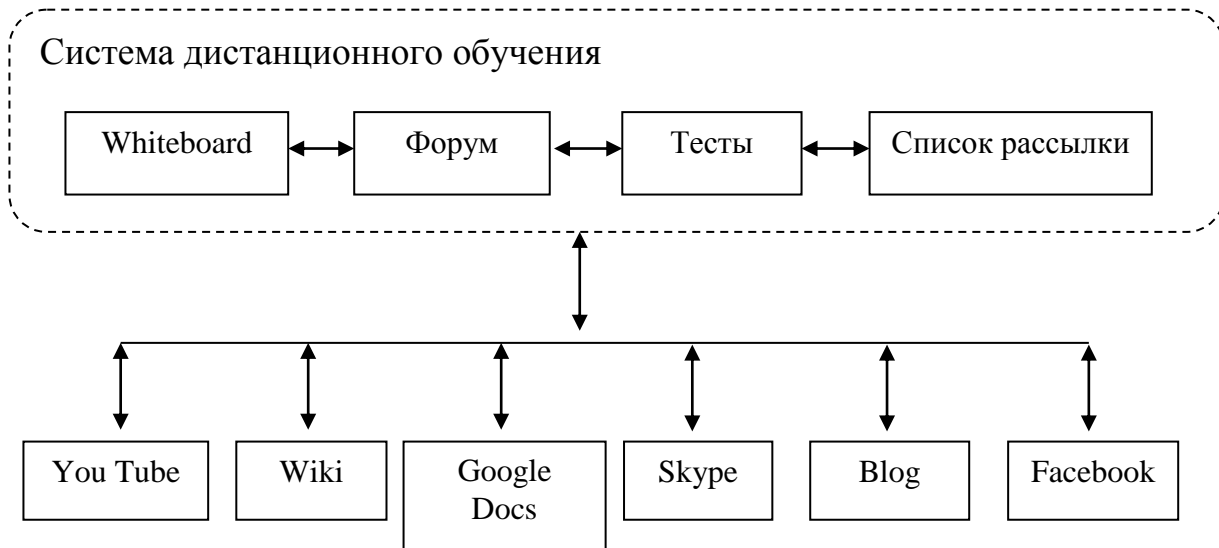 Система дистанционного обучения
Whiteboard
Форум
Тесты
Список рассылки
You Tube
Wiki
Google
Docs
Skype
Blog
Facebook